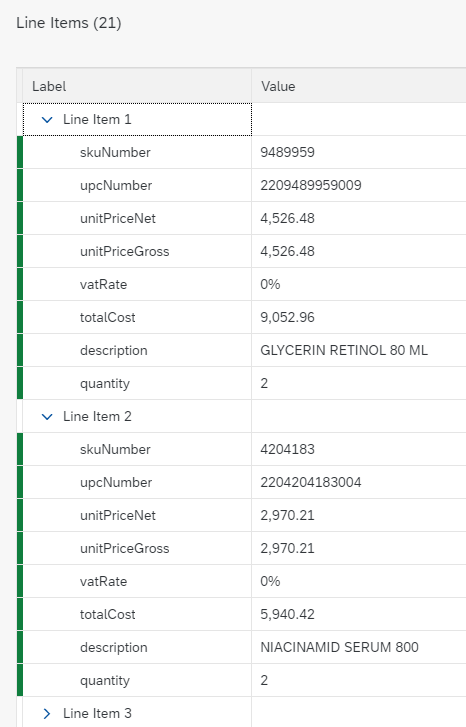 Line Items (21)
Label Value
Line Item 1
skuNumber 9489959
upcNumber 2209489959009
unitPriceNet 4,526.48
unitPriceGross 4,526.48
vatRate 0%
totalCost 9,052.96
description GLYCERIN RETINOL 80 ML
quantity 2
Line Item 2
skuNumber 4204183
upcNumber 2204204183004
unitPriceNet 2,970.21
unitPriceGross 2,970.21
vatRate 0%
totalCost 5,940.42
description NIACINAMID SERUM 800
quantity 2
Line Item 3